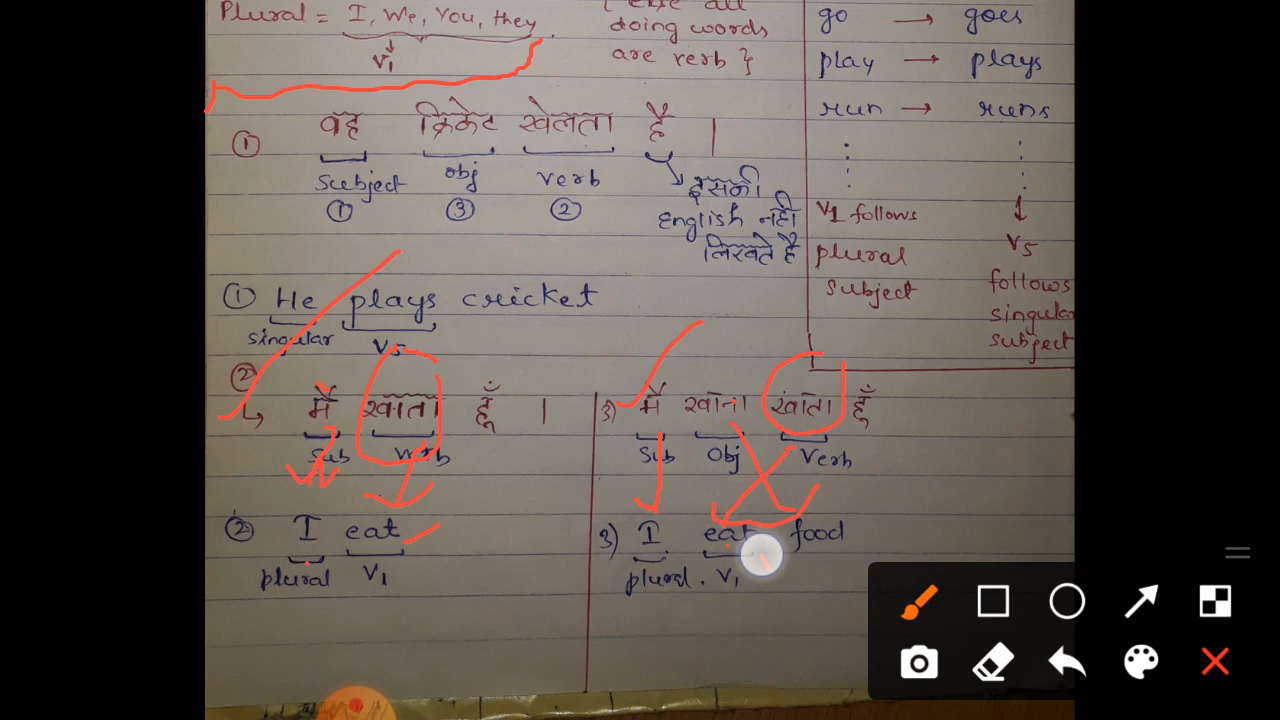 Plural = I, We, You, they
V₁
{ else all
doing words
are verb }
go → goes
play → plays
run → runs
V1 follows
plural
subject
V5
follows
singular
subject
① वह क्रिकेट खेलता है |
subject obj verb
① ③ ②
इसकी
English नहीं
लिखते है
① He plays cricket
singular V5
②
↳ मैं खाता हूँ |
Sub verb
② I eat
plural V₁
3) मैं खाना खाता हूँ
Sub Obj Verb
3) I eat food
plural . V₁